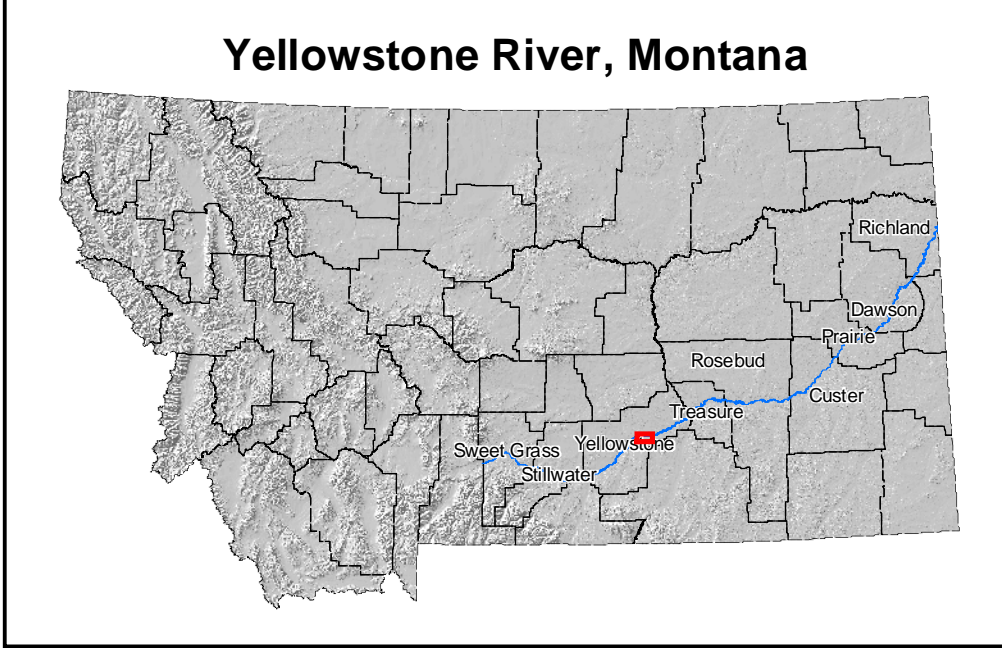 Yellowstone River, Montana
Richland
Dawson
Prairie
Rosebud
Custer
Treasure
Yellowstone
Sweet Grass
Stillwater